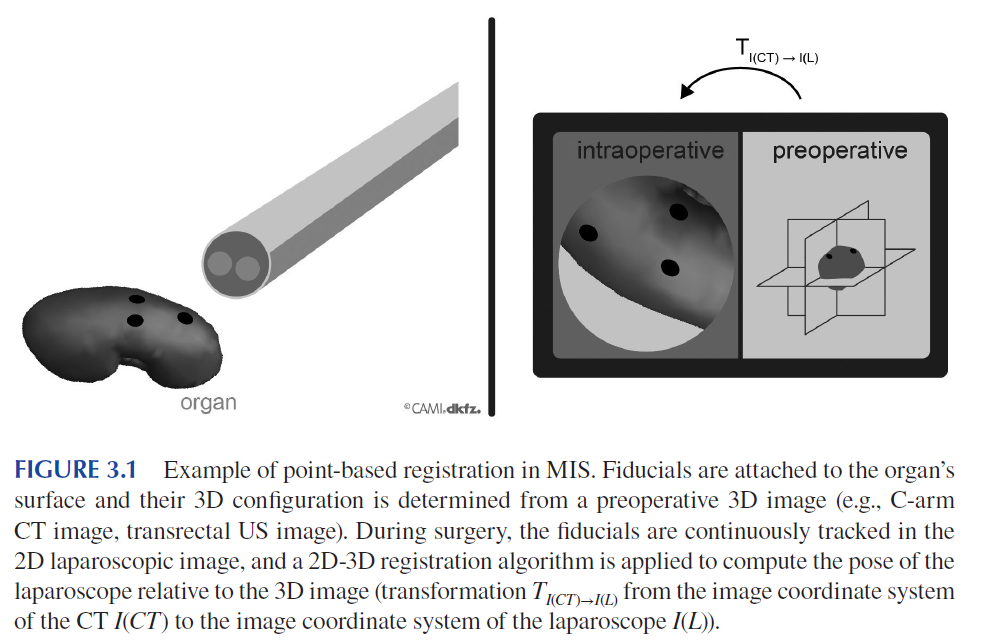 T I(CT) → I(L)
intraoperative preoperative
organ
©CAMI.dkfz.
FIGURE 3.1 Example of point-based registration in MIS. Fiducials are attached to the organ’s
surface and their 3D configuration is determined from a preoperative 3D image (e.g., C-arm
CT image, transrectal US image). During surgery, the fiducials are continuously tracked in the
2D laparoscopic image, and a 2D-3D registration algorithm is applied to compute the pose of the
laparoscope relative to the 3D image (transformation T I(CT)→I(L) from the image coordinate system
of the CT I(CT) to the image coordinate system of the laparoscope I(L)).